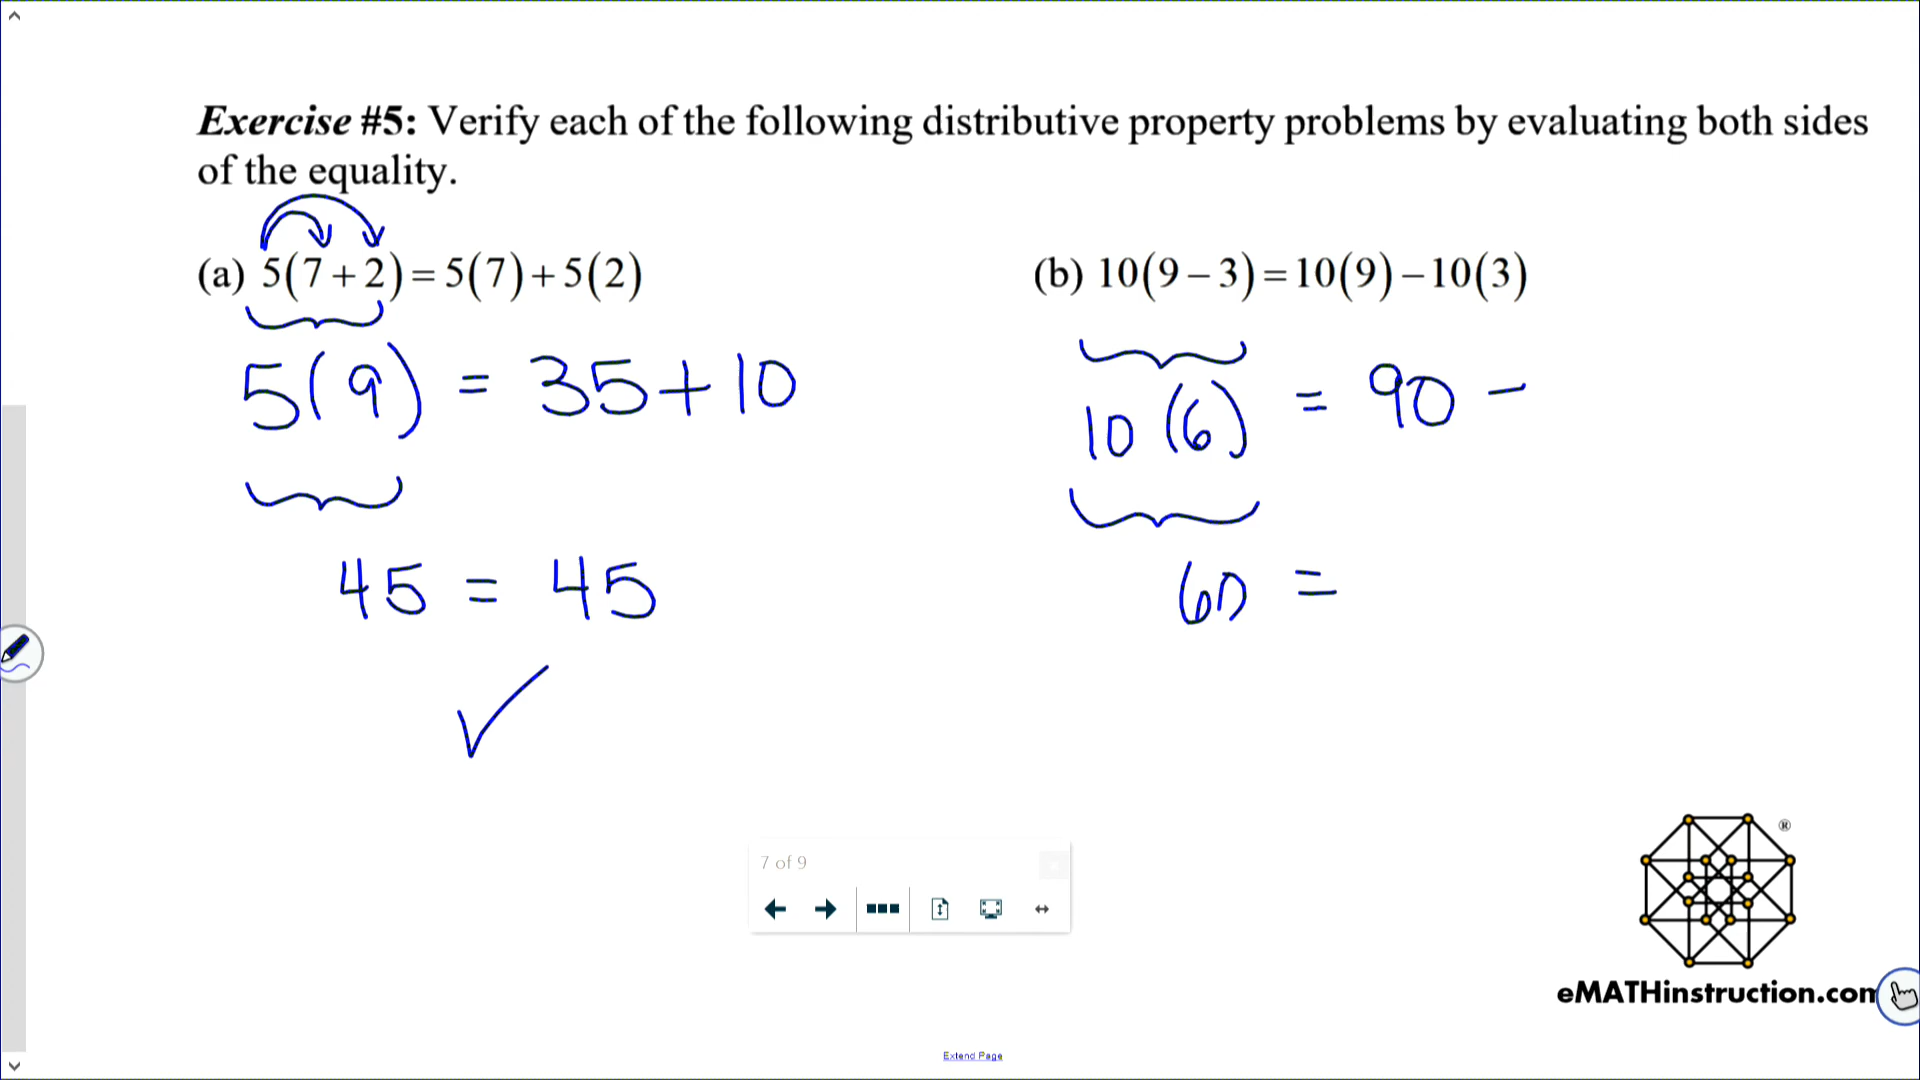 Exercise #5: Verify each of the following distributive property problems by evaluating both sides
of the equality.
(a) 5(7+2)=5(7)+5(2)
5(9) = 35+10
45 = 45
(b) 10(9−3)=10(9)−10(3)
10(6) = 90 −
60 =
7 of 9
®
eMATHinstruction.com
Extend Page